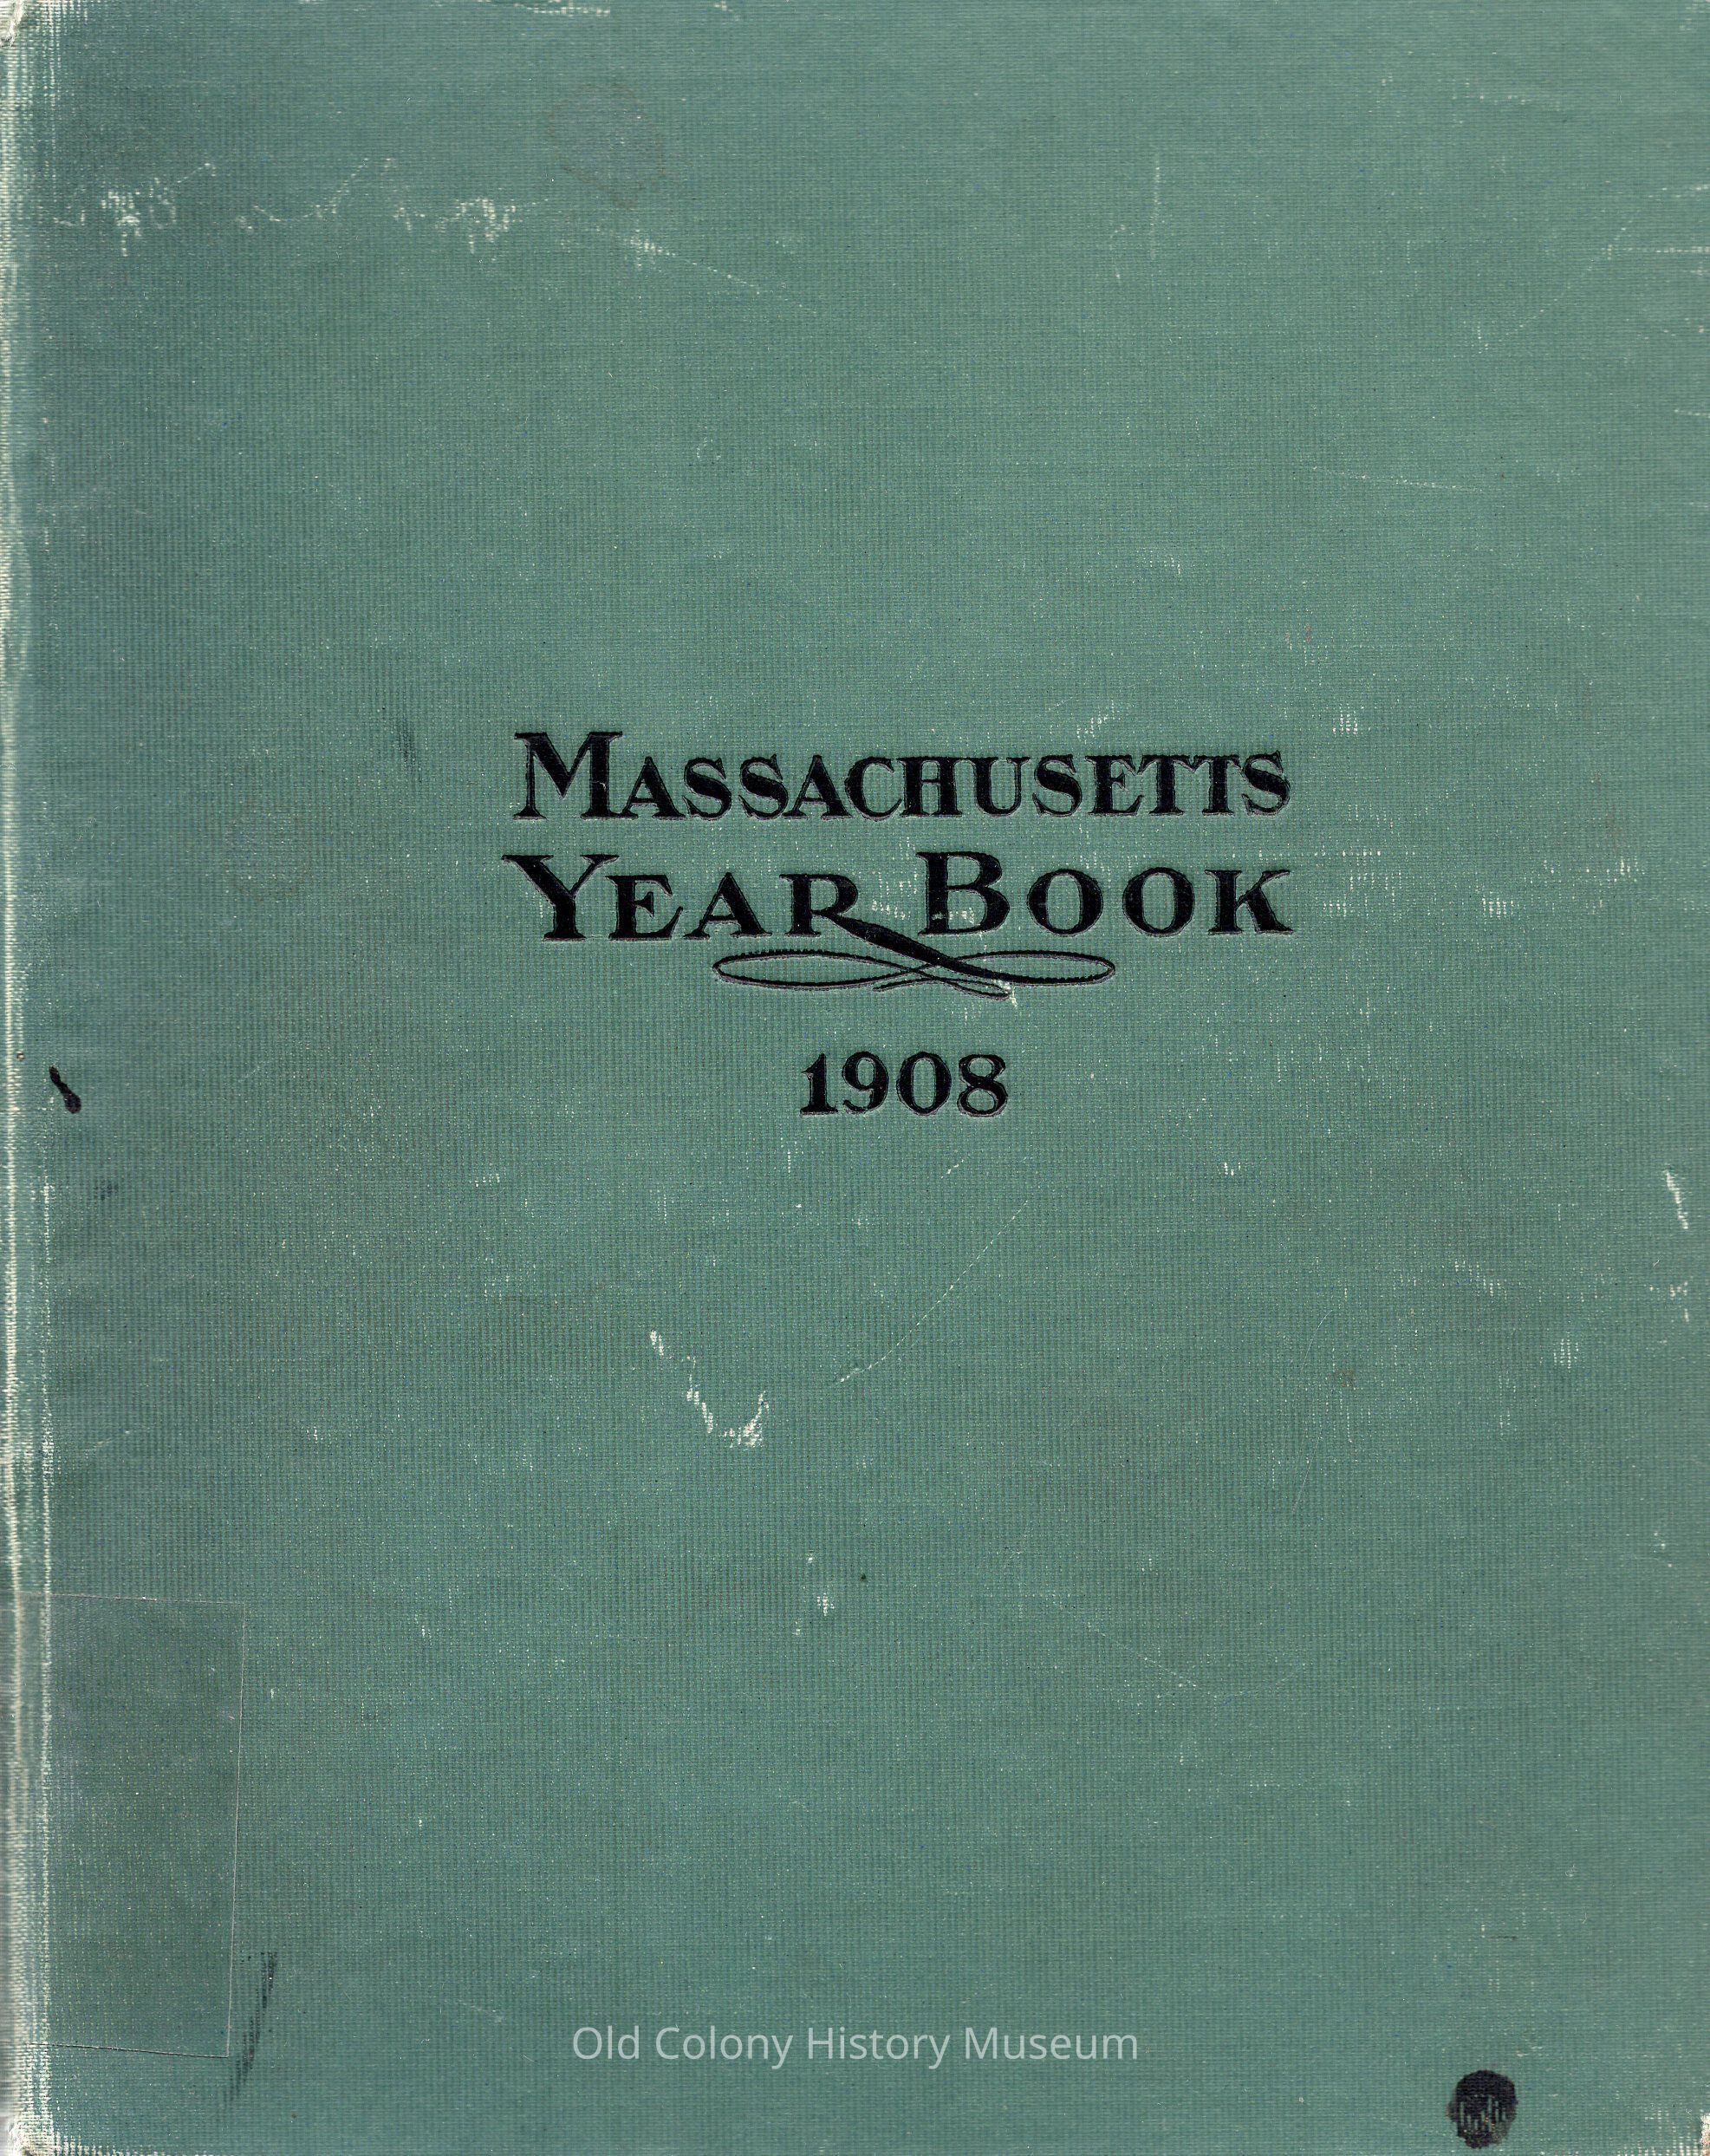 Massachusetts
Year Book
1908
Old Colony History Museum